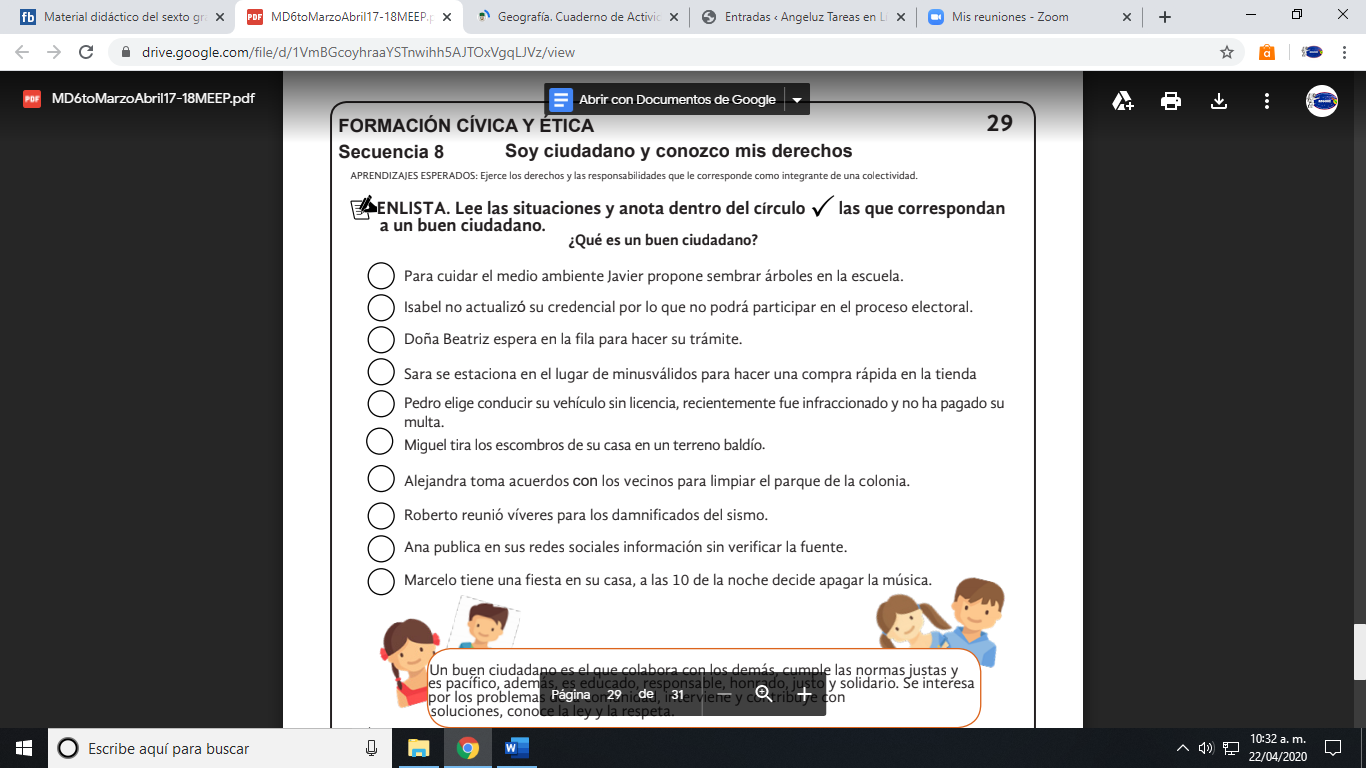 Material didáctico del sexto gra
MD6toMarzoAbril17-18MEEP.p
Geografía. Cuaderno de Activid
Entradas ‹ Angeluz Tareas en Lí
Mis reuniones - Zoom
drive.google.com/file/d/1VmBGcoyhraaYSTnwihh5AJTOxVgqLJVz/view
MD6toMarzoAbril17-18MEEP.pdf
Abrir con Documentos de Google
FORMACIÓN CÍVICA Y ÉTICA 29
Secuencia 8 Soy ciudadano y conozco mis derechos
APRENDIZAJES ESPERADOS: Ejerce los derechos y las responsabilidades que le corresponde como integrante de una colectividad.
ENLISTA. Lee las situaciones y anota dentro del círculo ✓ las que correspondan
a un buen ciudadano.
¿Qué es un buen ciudadano?
Para cuidar el medio ambiente Javier propone sembrar árboles en la escuela.
Isabel no actualizó su credencial por lo que no podrá participar en el proceso electoral.
Doña Beatriz espera en la fila para hacer su trámite.
Sara se estaciona en el lugar de minusválidos para hacer una compra rápida en la tienda
Pedro elige conducir su vehículo sin licencia, recientemente fue infraccionado y no ha pagado su
multa.
Miguel tira los escombros de su casa en un terreno baldío.
Alejandra toma acuerdos con los vecinos para limpiar el parque de la colonia.
Roberto reunió víveres para los damnificados del sismo.
Ana publica en sus redes sociales información sin verificar la fuente.
Marcelo tiene una fiesta en su casa, a las 10 de la noche decide apagar la música.
Un buen ciudadano es el que colabora con los demás, cumple las normas justas y
es pacífico, además, es educado, responsable, honrado, justo y solidario. Se interesa
por los problemas de la comunidad, interviene y contribuye con
soluciones, conoce la ley y la respeta.
Página 29 de 31
Escribe aquí para buscar
10:32 a. m.
22/04/2020